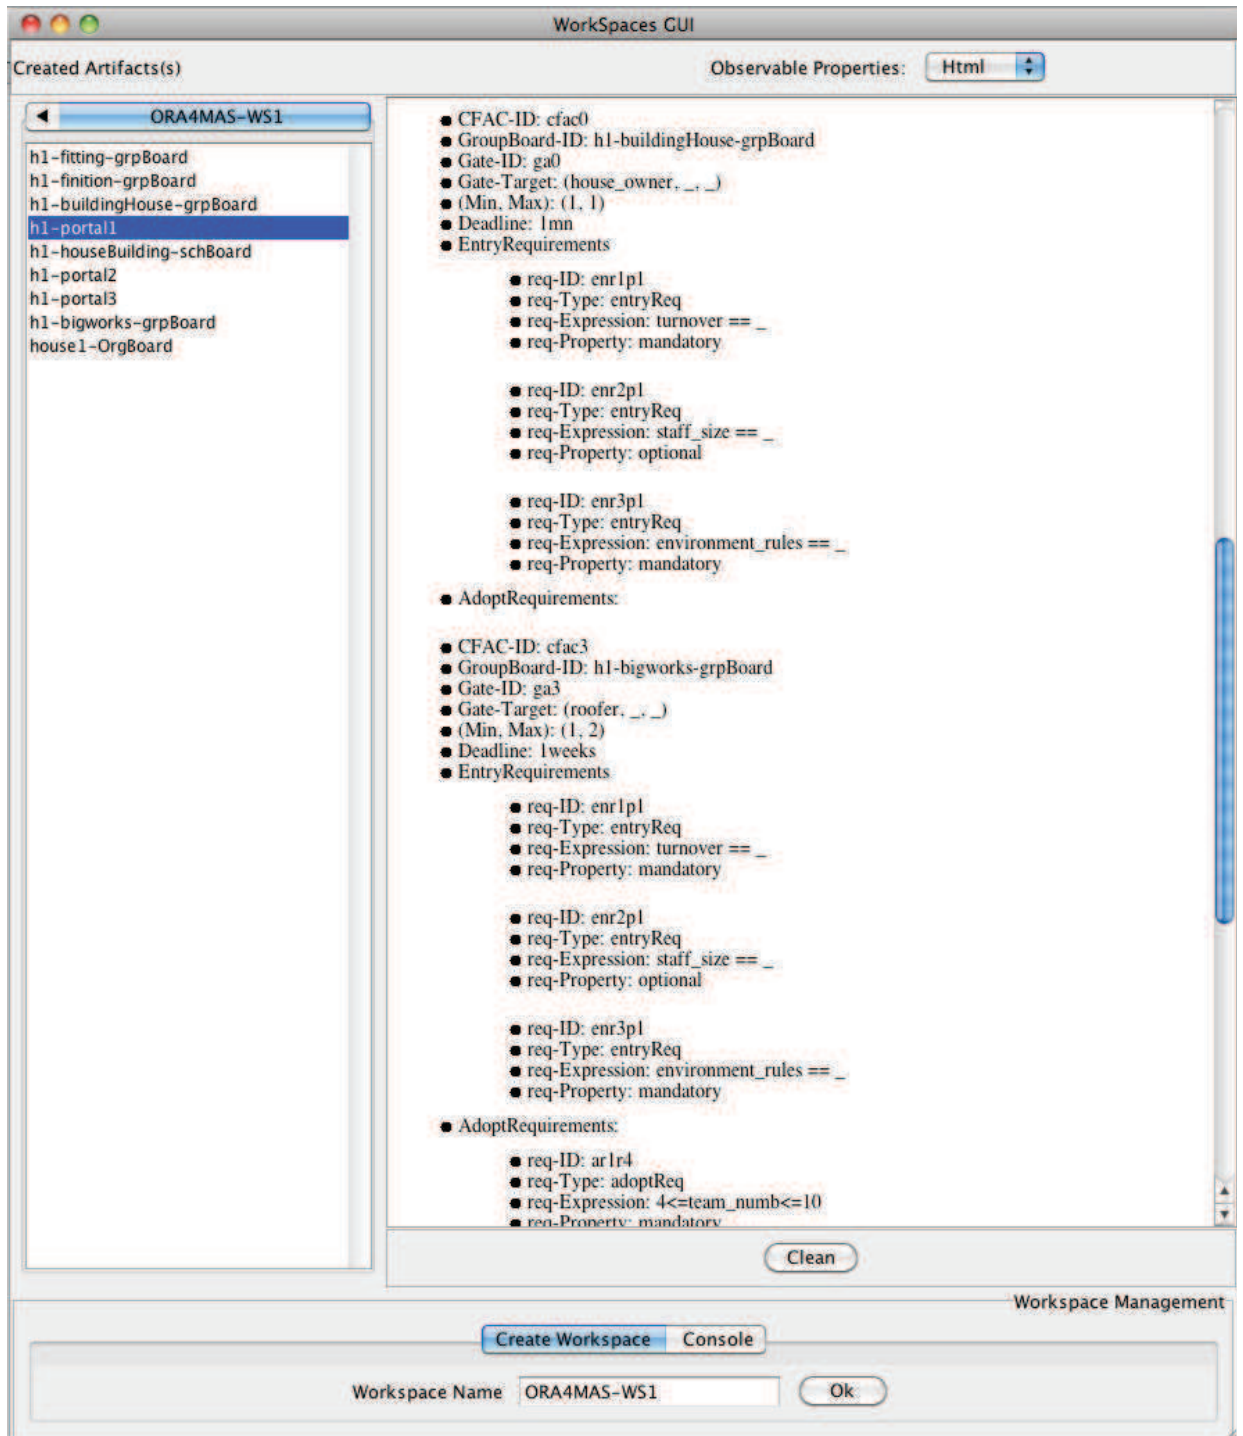 WorkSpaces GUI
Created Artifacts(s)
Observable Properties: Html
ORA4MAS-WS1
h1-fitting-grpBoard
h1-finition-grpBoard
h1-buildingHouse-grpBoard
h1-portal1
h1-houseBuilding-schBoard
h1-portal2
h1-portal3
h1-bigworks-grpBoard
house1-OrgBoard
CFAC-ID: cfac0
GroupBoard-ID: h1-buildingHouse-grpBoard
Gate-ID: ga0
Gate-Target: (house_owner, _, _)
(Min, Max): (1, 1)
Deadline: 1mn
EntryRequirements
req-ID: enr1p1
req-Type: entryReq
req-Expression: turnover == _
req-Property: mandatory
req-ID: enr2p1
req-Type: entryReq
req-Expression: staff_size == _
req-Property: optional
req-ID: enr3p1
req-Type: entryReq
req-Expression: environment_rules == _
req-Property: mandatory
AdoptRequirements:
CFAC-ID: cfac3
GroupBoard-ID: h1-bigworks-grpBoard
Gate-ID: ga3
Gate-Target: (roofer, _, _)
(Min, Max): (1, 2)
Deadline: 1weeks
EntryRequirements
req-ID: enr1p1
req-Type: entryReq
req-Expression: turnover == _
req-Property: mandatory
req-ID: enr2p1
req-Type: entryReq
req-Expression: staff_size == _
req-Property: optional
req-ID: enr3p1
req-Type: entryReq
req-Expression: environment_rules == _
req-Property: mandatory
AdoptRequirements:
req-ID: ar1r4
req-Type: adoptReq
req-Expression: 4<=team_numb<=10
req-Property: mandatory
Clean
Workspace Management
Create Workspace Console
Workspace Name ORA4MAS-WS1 Ok